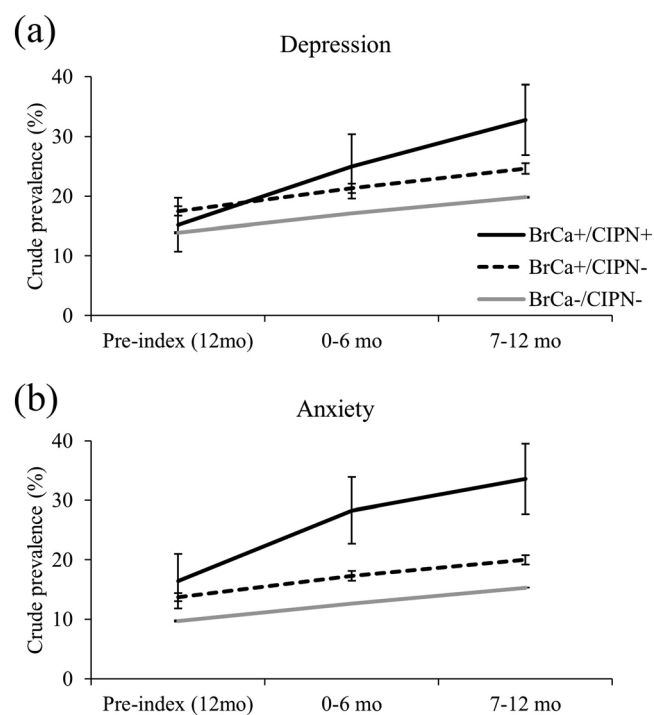 (a)
Depression
Crude prevalence (%)
40
30
20
10
0
BrCa+/CIPN+
BrCa+/CIPN-
BrCa-/CIPN-
Pre-index (12mo)
0-6 mo
7-12 mo
(b)
Anxiety
Crude prevalence (%)
40
30
20
10
0
Pre-index (12mo)
0-6 mo
7-12 mo